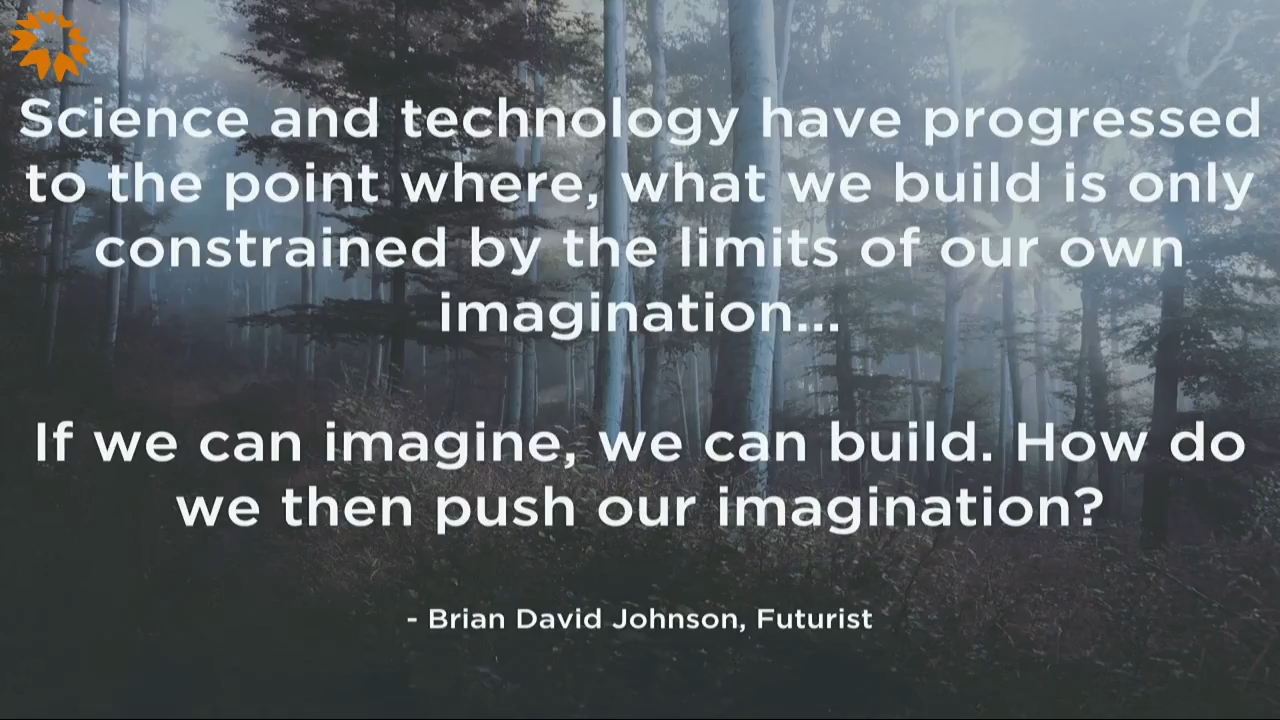 Science and technology have progressed
to the point where, what we build is only
constrained by the limits of our own
imagination...
If we can imagine, we can build. How do
we then push our imagination?
- Brian David Johnson, Futurist